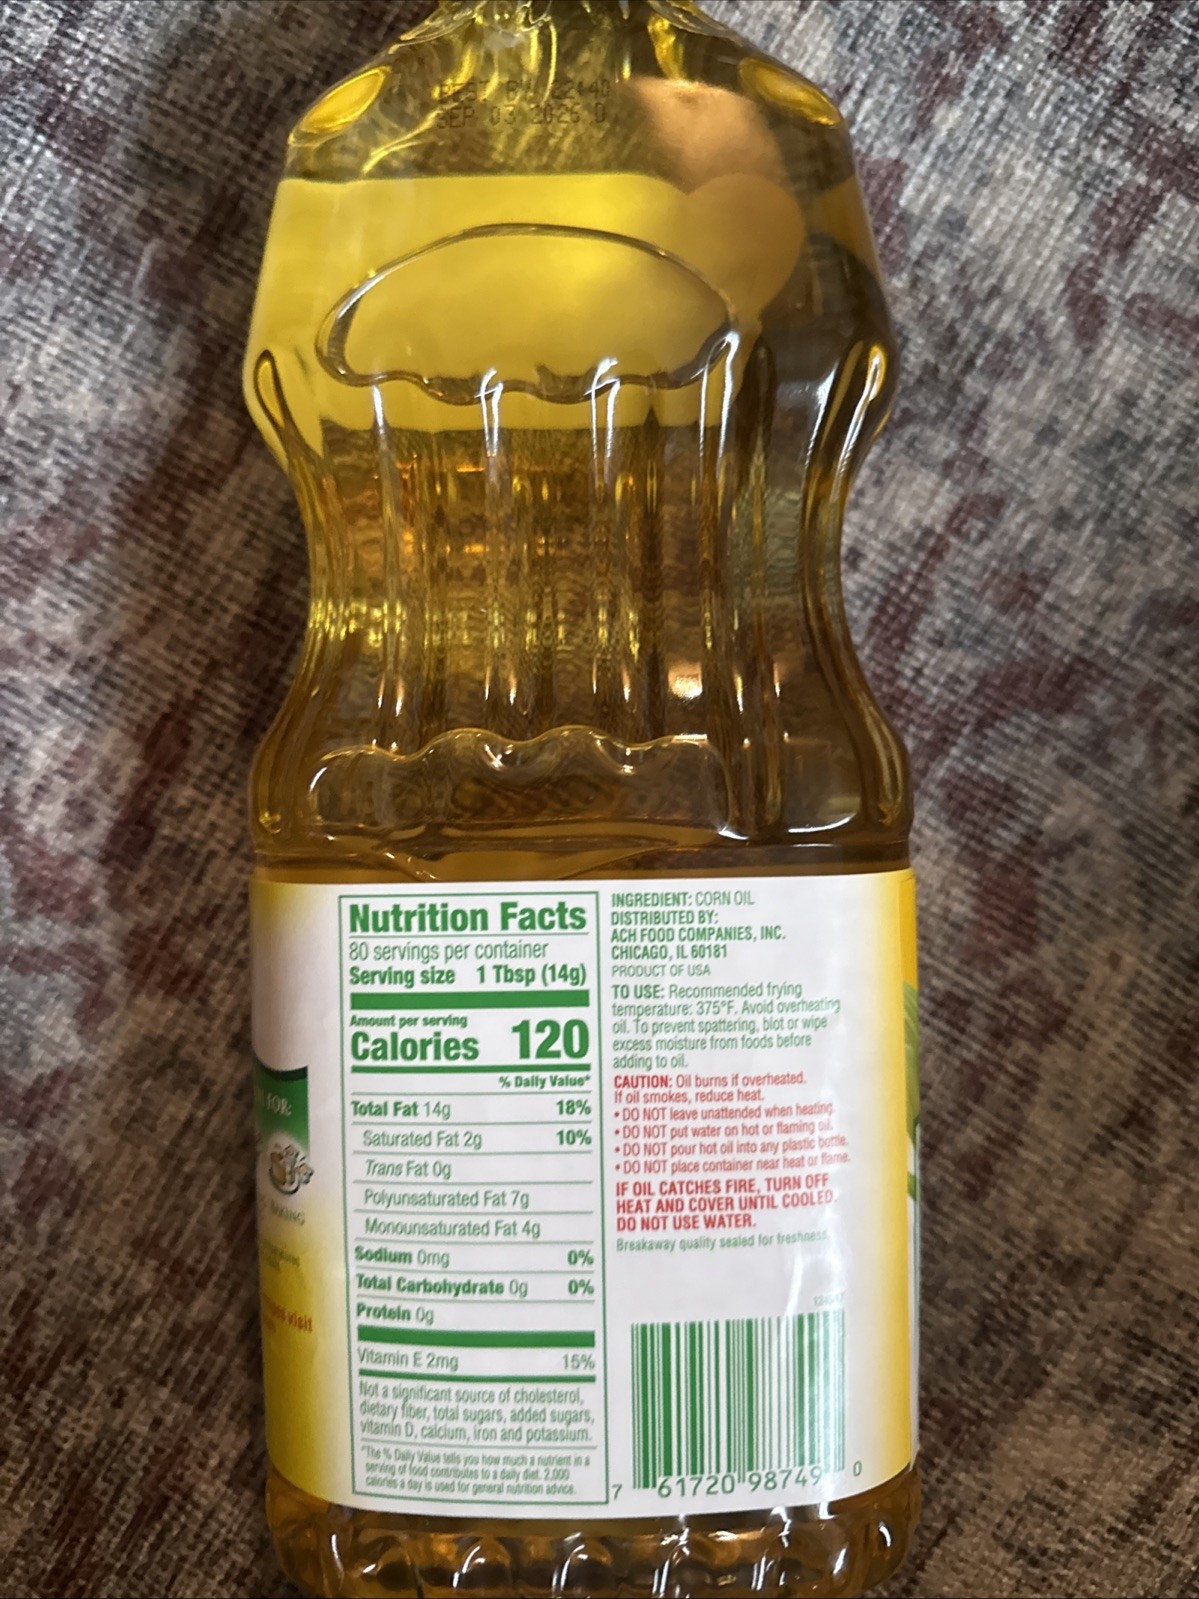 BEST BY 22:40
SEP 03 2026 D
Nutrition Facts
80 servings per container
Serving size 1 Tbsp (14g)
Amount per serving
Calories 120
% Daily Value*
Total Fat 14g 18%
Saturated Fat 2g 10%
Trans Fat 0g
Polyunsaturated Fat 7g
Monounsaturated Fat 4g
Sodium 0mg 0%
Total Carbohydrate 0g 0%
Protein 0g
Vitamin E 2mg 15%
Not a significant source of cholesterol,
dietary fiber, total sugars, added sugars,
vitamin D, calcium, iron and potassium.
*The % Daily Value tells you how much a nutrient in a
serving of food contributes to a daily diet. 2,000
calories a day is used for general nutrition advice.
INGREDIENT: CORN OIL
DISTRIBUTED BY:
ACH FOOD COMPANIES, INC.
CHICAGO, IL 60181
PRODUCT OF USA
TO USE: Recommended frying
temperature: 375°F. Avoid overheating
oil. To prevent spattering, blot or wipe
excess moisture from foods before
adding to oil.
CAUTION: Oil burns if overheated.
If oil smokes, reduce heat.
• DO NOT leave unattended when heating.
• DO NOT put water on hot or flaming oil.
• DO NOT pour hot oil into any plastic bottle.
• DO NOT place container near heat or flame.
IF OIL CATCHES FIRE, TURN OFF
HEAT AND COVER UNTIL COOLED.
DO NOT USE WATER.
Breakaway quality sealed for freshness.
7 61720 98749 0
FOR:
BAKING
visit